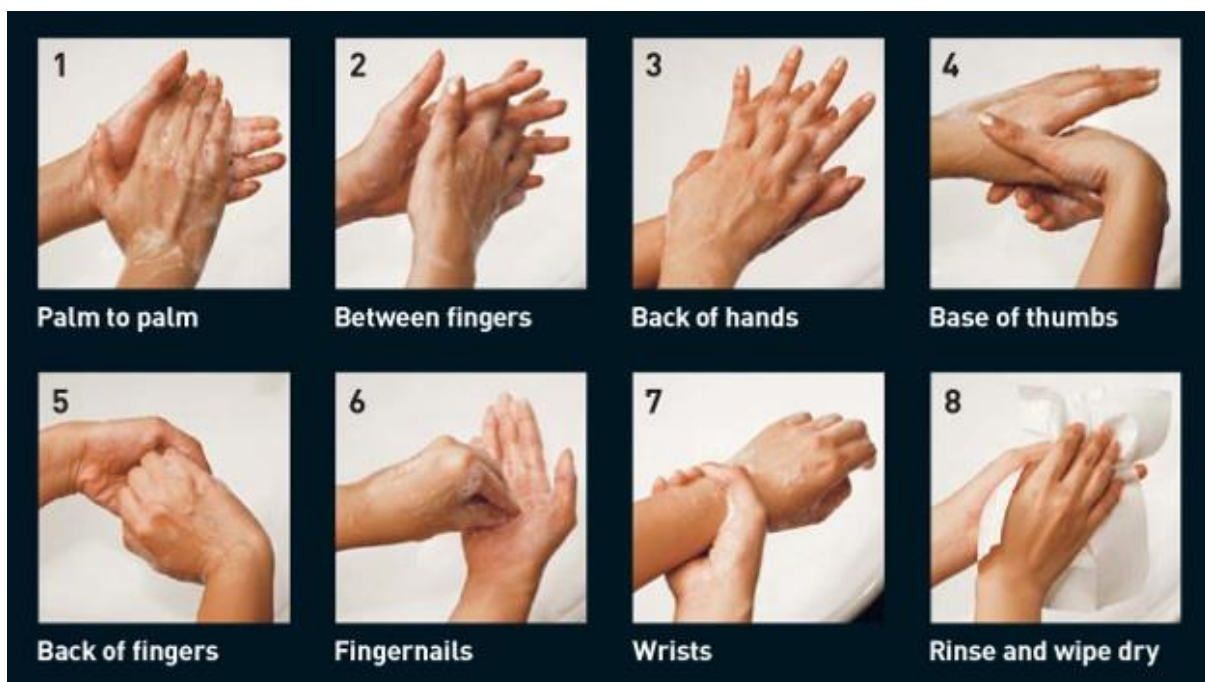 1
2
3
4
Palm to palm
Between fingers
Back of hands
Base of thumbs
5
6
7
8
Back of fingers
Fingernails
Wrists
Rinse and wipe dry